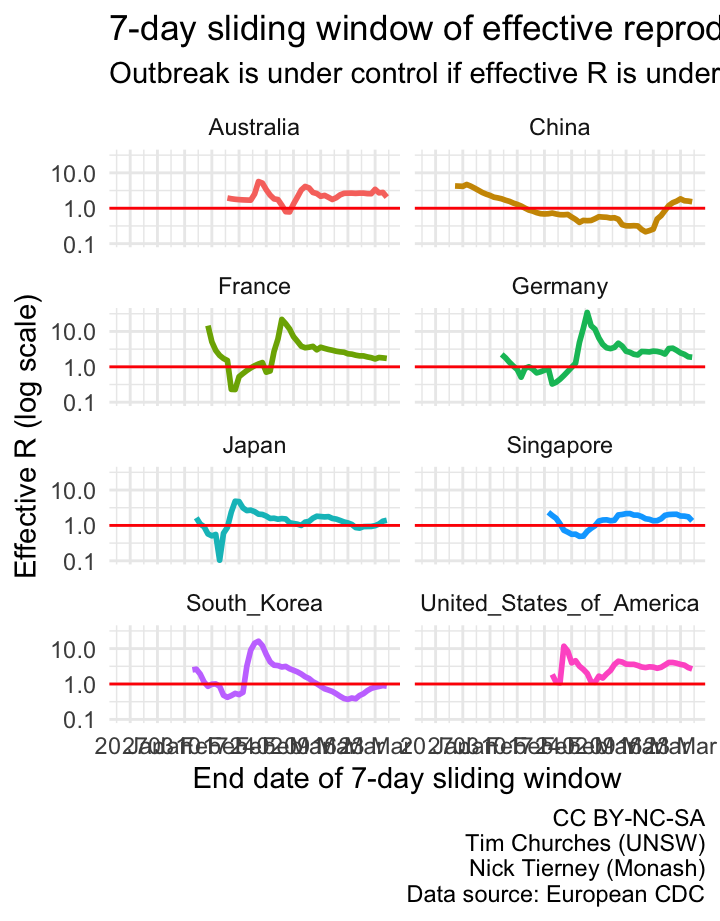 7-day sliding window of effective reprod
Outbreak is under control if effective R is under
Australia
China
10.0
1.0
0.1
France
Germany
10.0
1.0
0.1
Japan
Singapore
10.0
1.0
0.1
South_Korea
United_States_of_America
10.0
1.0
0.1
Effective R (log scale)
End date of 7-day sliding window
CC BY-NC-SA
Tim Churches (UNSW)
Nick Tierney (Monash)
Data source: European CDC